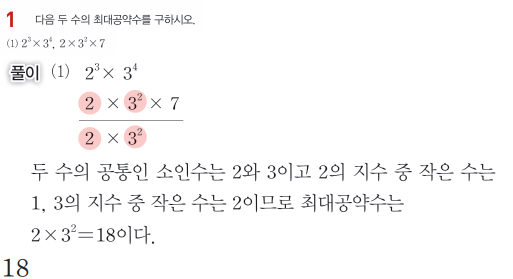 1 다음 두 수의 최대공약수를 구하시오.
(1) 2³×3⁴, 2×3²×7
풀이 (1) 2³× 3⁴
2 × 3² × 7
2 × 3²
두 수의 공통인 소인수는 2와 3이고 2의 지수 중 작은 수는
1, 3의 지수 중 작은 수는 2이므로 최대공약수는
2×3²=18이다.
18